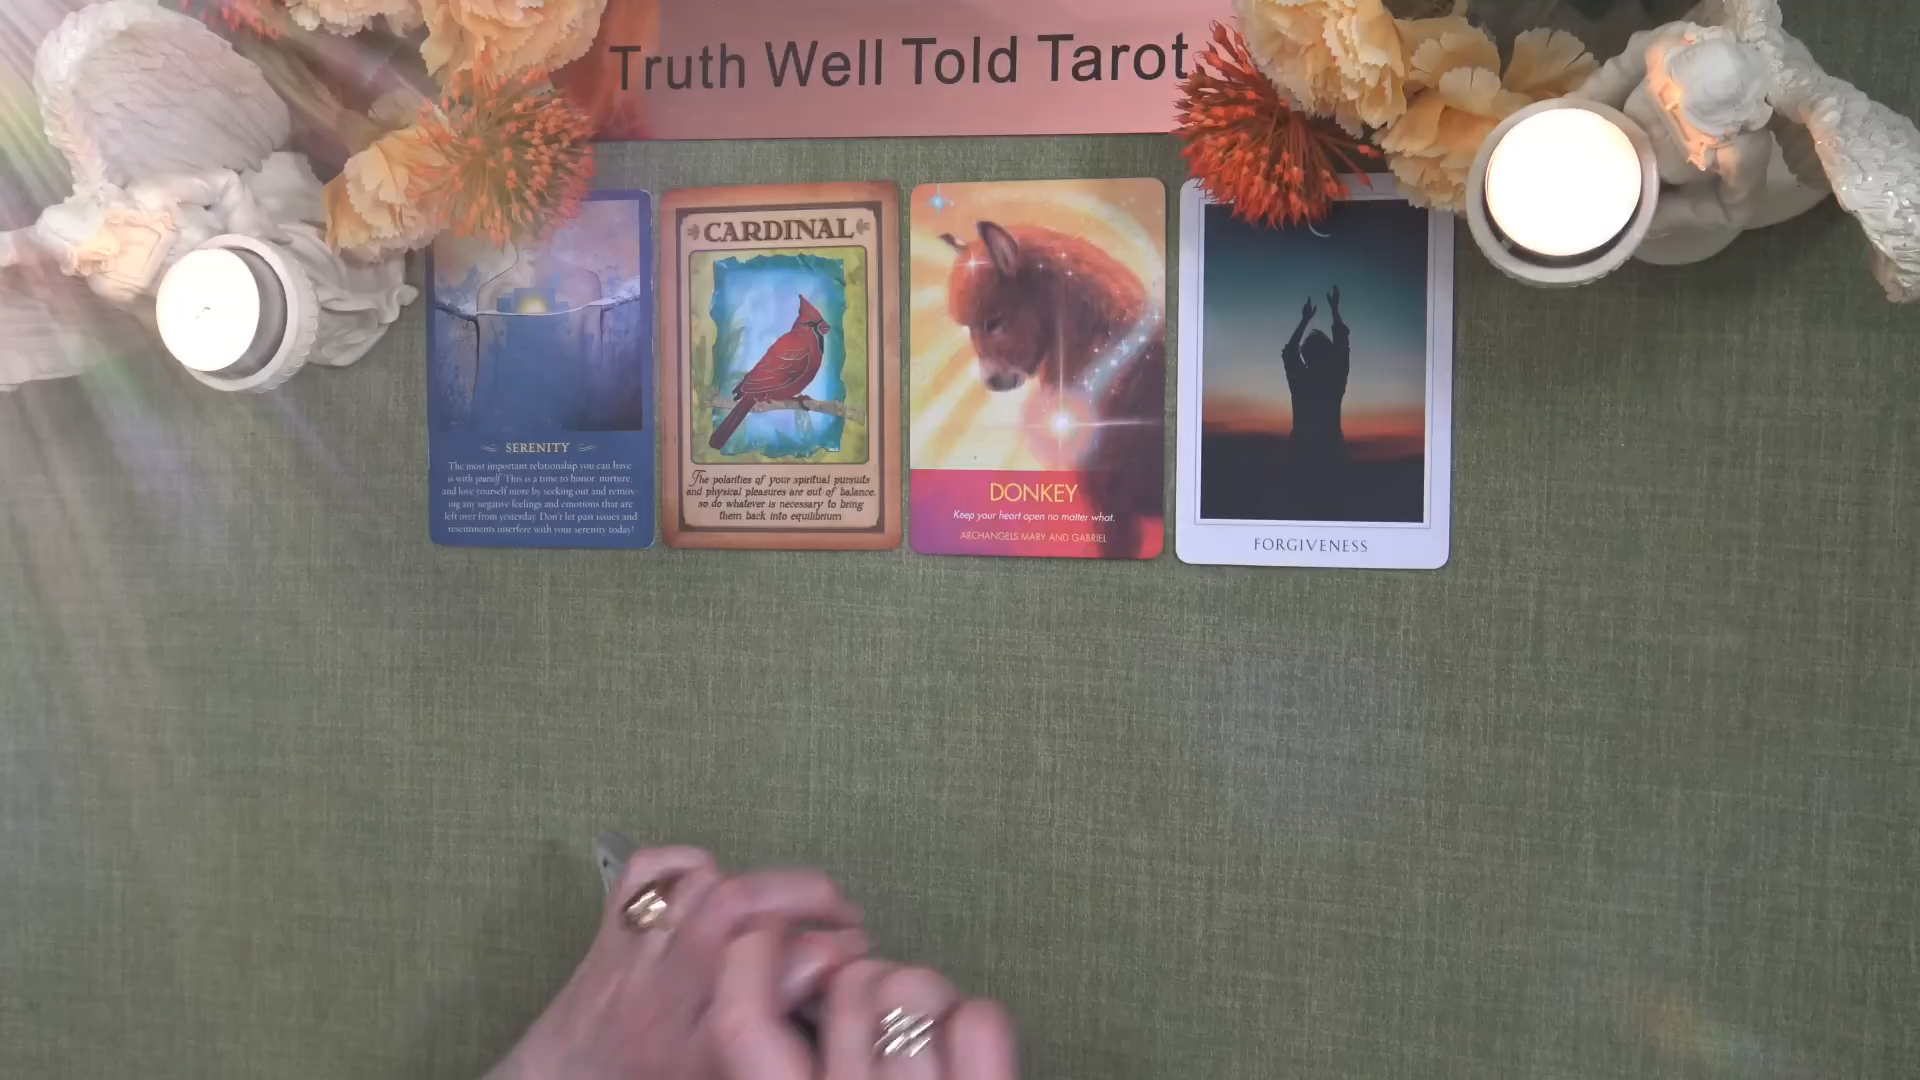 Truth Well Told Tarot
SERENITY
The most important relationship you can have
is with yourself. This is a time to honor, nurture,
and love yourself more by seeking out and remov-
ing any negative feelings and emotions that are
left over from yesterday. Don't let past issues and
resentments interfere with your serenity today!
CARDINAL
The polarities of your spiritual pursuits
and physical pleasures are out of balance,
so do whatever is necessary to bring
them back into equilibrium
DONKEY
Keep your heart open no matter what.
ARCHANGELS MARY AND GABRIEL
FORGIVENESS